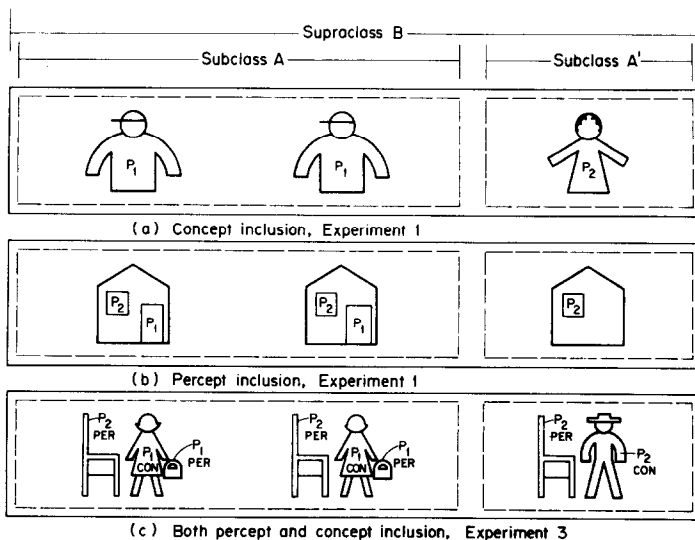 Supraclass B
Subclass A Subclass A'
P1 P1 P2
(a) Concept inclusion, Experiment 1
P2 P1 P2 P1 P2
(b) Percept inclusion, Experiment 1
P2 PER P1 CON P1 PER P2 PER P1 CON P1 PER P2 PER P2 CON
(c) Both percept and concept inclusion, Experiment 3